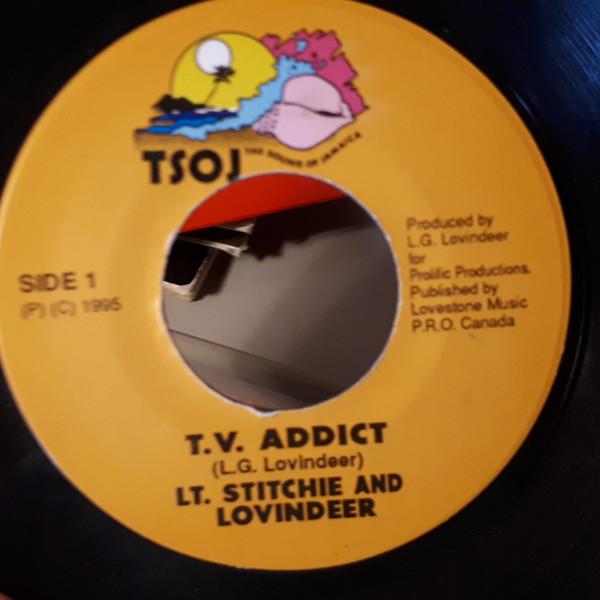 TSOJ THE SOUND OF JAMAICA
SIDE 1
(P) (C) 1995
Produced by
L.G. Lovindeer
for
Prolific Productions.
Published by
Lovestone Music
P.R.O. Canada
T.V. ADDICT
(L.G. Lovindeer)
LT. STITCHIE AND
LOVINDEER